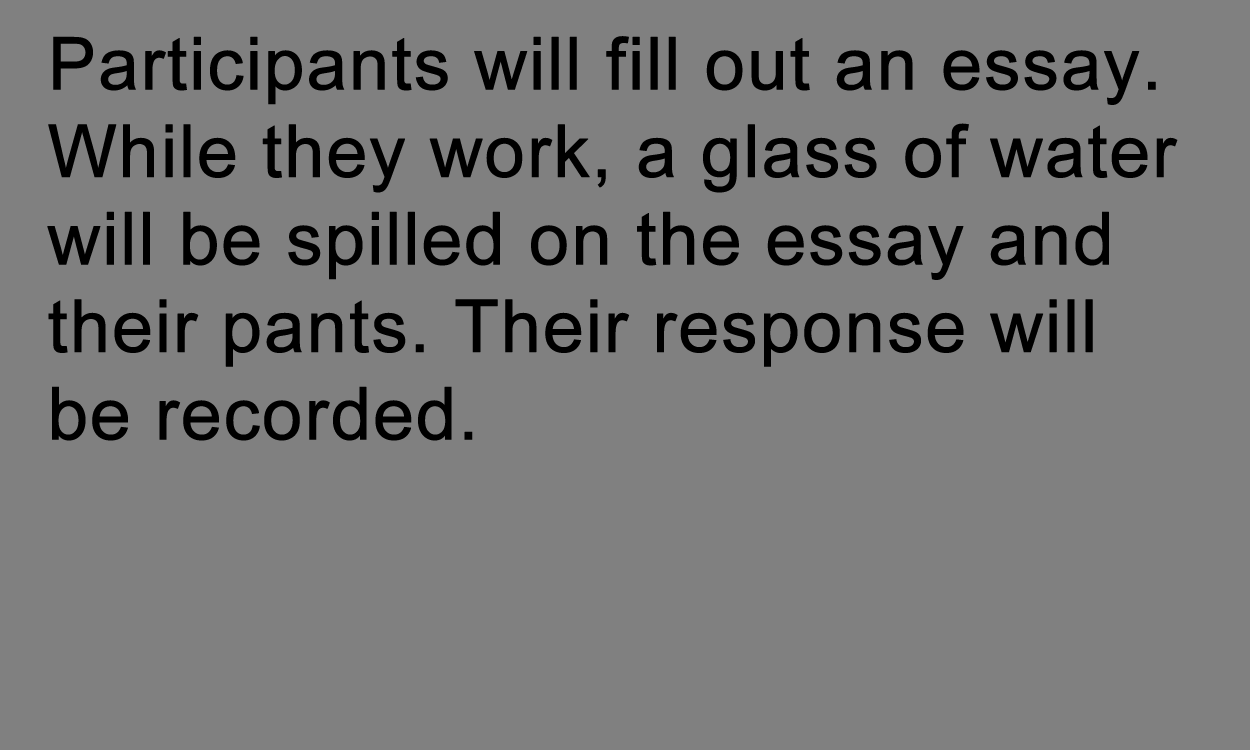 Participants will fill out an essay.
While they work, a glass of water
will be spilled on the essay and
their pants. Their response will
be recorded.